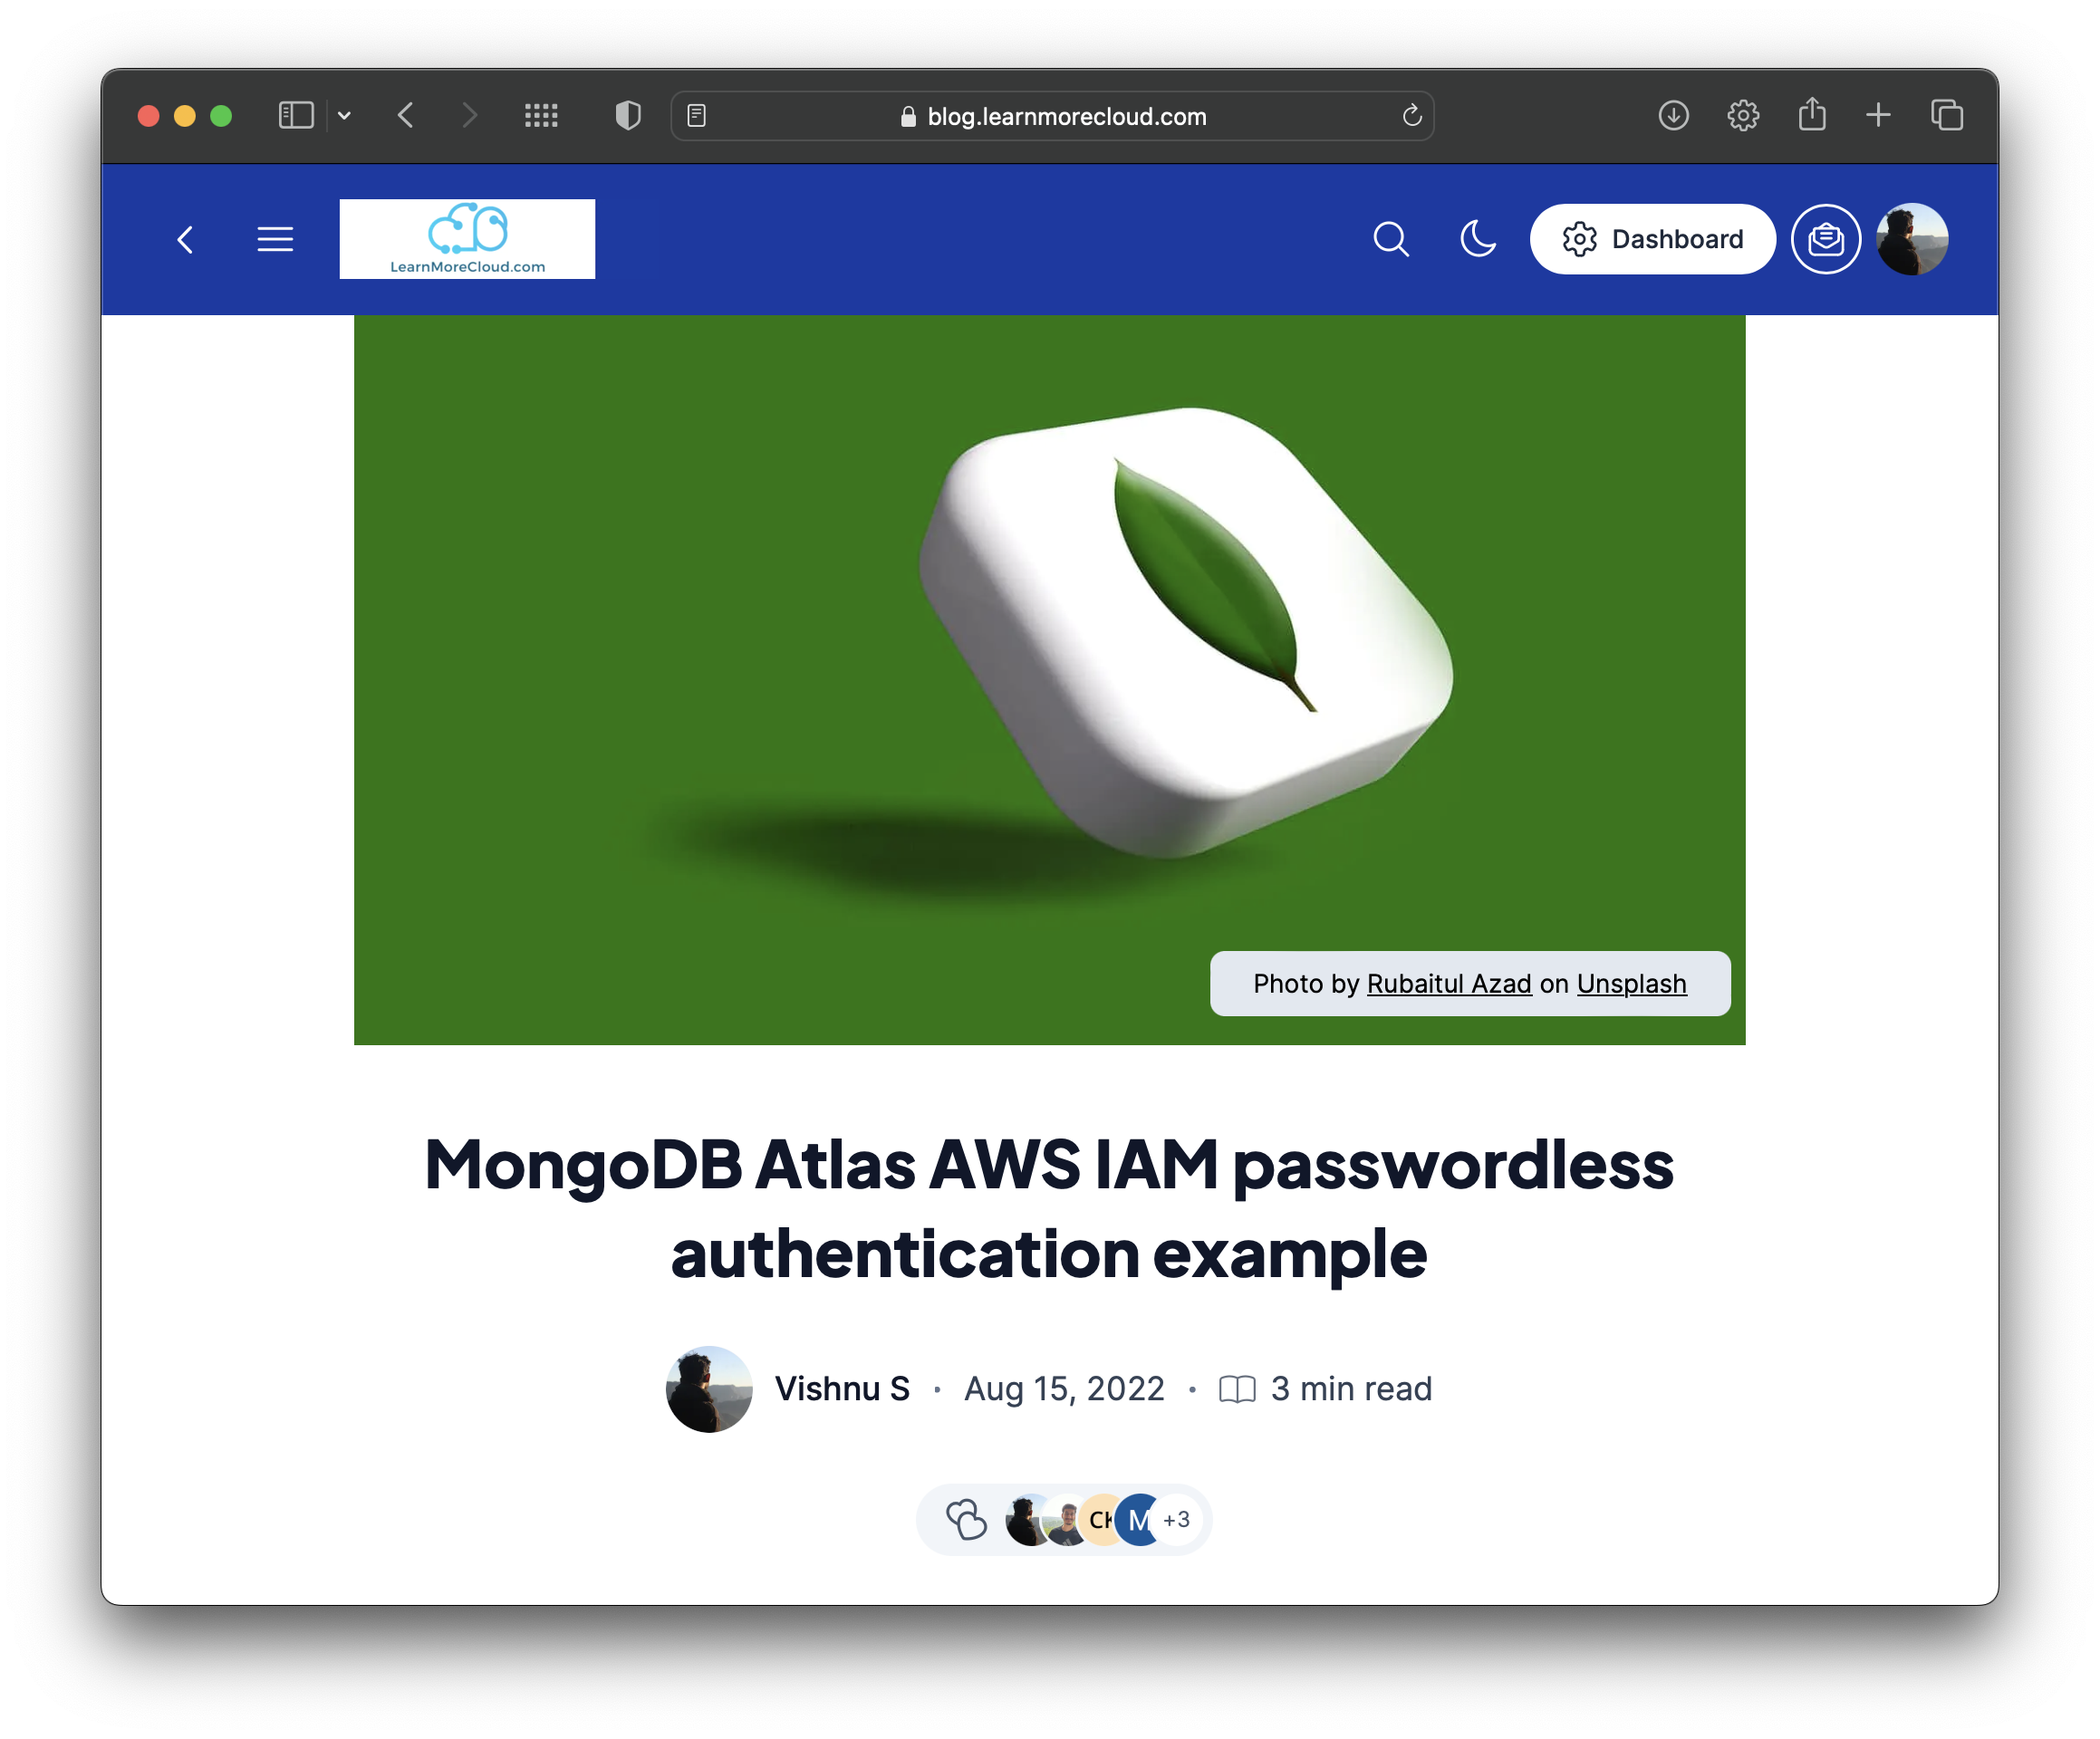 blog.learnmorecloud.com
LearnMoreCloud.com
Dashboard
Photo by Rubaitul Azad on Unsplash
MongoDB Atlas AWS IAM passwordless
authentication example
Vishnu S · Aug 15, 2022 · 3 min read
M +3